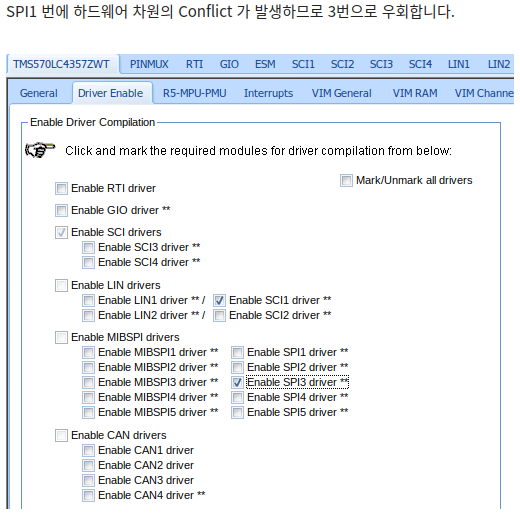 SPI1 번에 하드웨어 차원의 Conflict 가 발생하므로 3번으로 우회합니다.
TMS570LC4357ZWT PINMUX RTI GIO ESM SCI1 SCI2 SCI3 SCI4 LIN1 LIN2
General Driver Enable R5-MPU-PMU Interrupts VIM General VIM RAM VIM Channe
Enable Driver Compilation
Click and mark the required modules for driver compilation from below:
Mark/Unmark all drivers
Enable RTI driver
Enable GIO driver **
Enable SCI drivers
Enable SCI3 driver **
Enable SCI4 driver **
Enable LIN drivers
Enable LIN1 driver ** / Enable SCI1 driver **
Enable LIN2 driver ** / Enable SCI2 driver **
Enable MIBSPI drivers
Enable MIBSPI1 driver ** Enable SPI1 driver **
Enable MIBSPI2 driver ** Enable SPI2 driver **
Enable MIBSPI3 driver ** Enable SPI3 driver **
Enable MIBSPI4 driver ** Enable SPI4 driver **
Enable MIBSPI5 driver ** Enable SPI5 driver **
Enable CAN drivers
Enable CAN1 driver
Enable CAN2 driver
Enable CAN3 driver
Enable CAN4 driver **